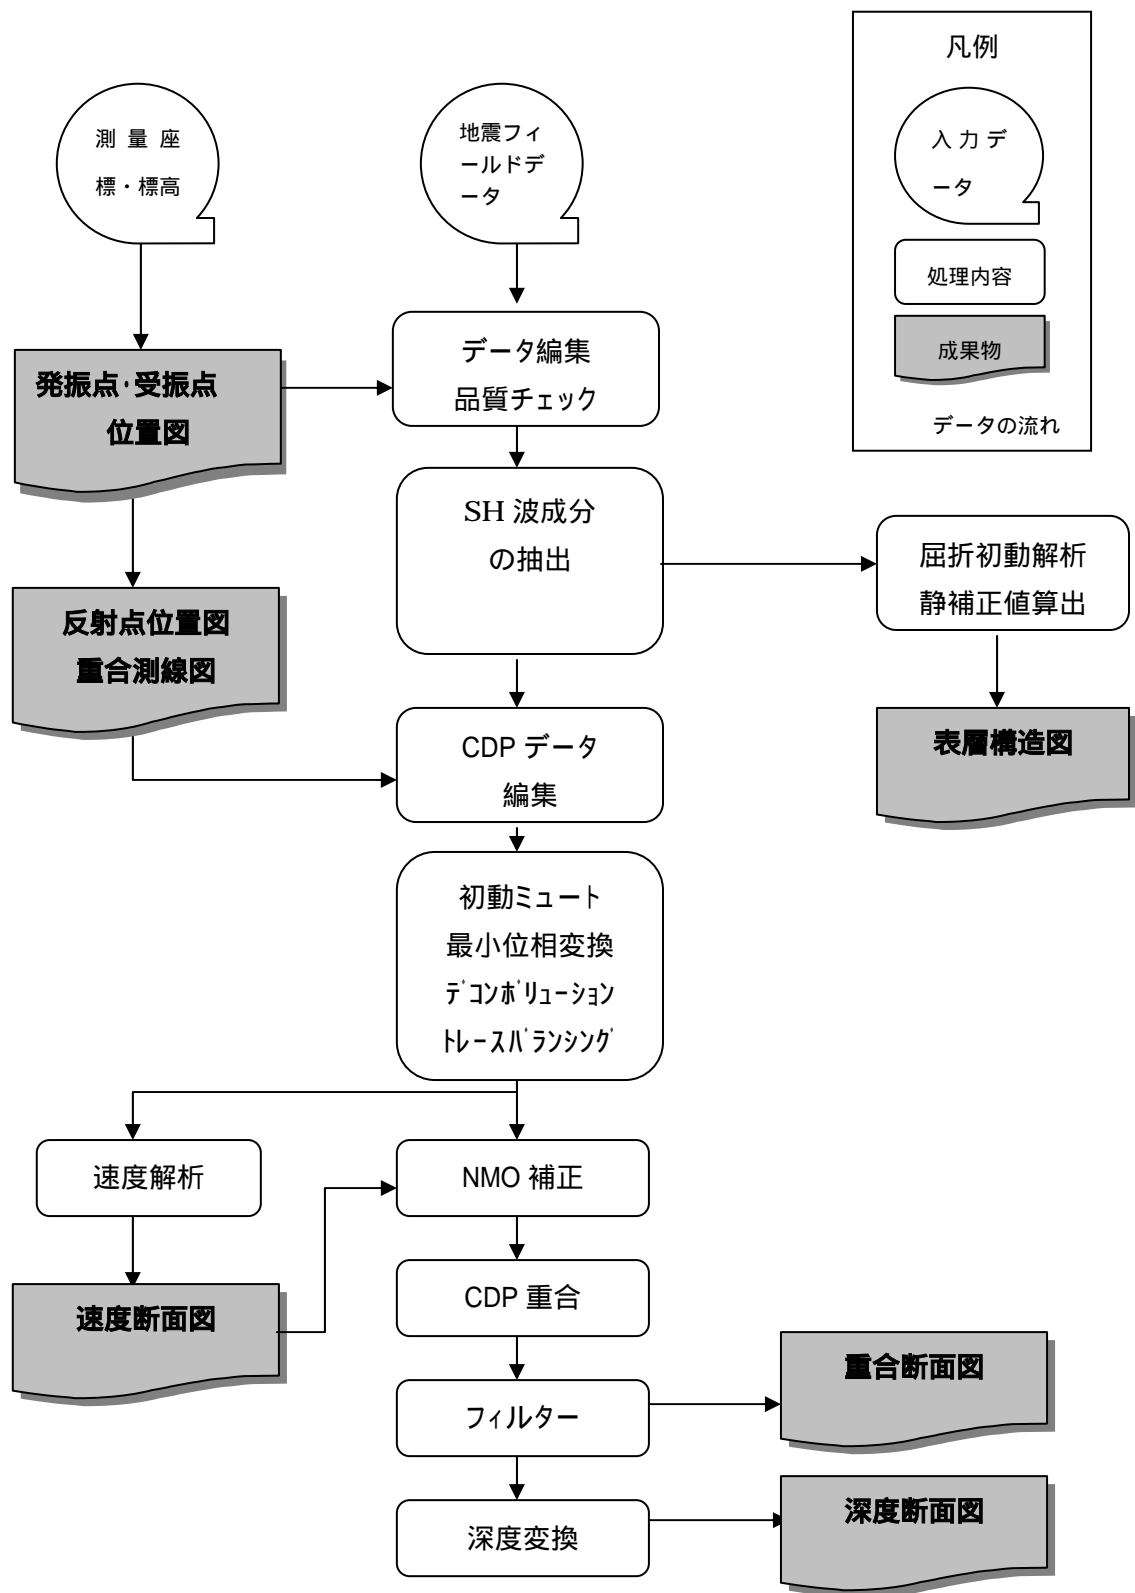 凡例
測 量 座
標・標高
地震フィ
ールドデ
ータ
入 力 デ
ータ
処理内容
成果物
データの流れ
発振点・受振点
位置図
データ編集
品質チェック
SH 波成分
の抽出
屈折初動解析
静補正値算出
反射点位置図
重合測線図
表層構造図
CDP データ
編集
初動ミュート
最小位相変換
ﾃﾞｺﾝﾎﾞﾘｭｰｼｮﾝ
ﾄﾚｰｽﾊﾞﾗﾝｼﾝｸﾞ
速度解析
NMO 補正
速度断面図
CDP 重合
重合断面図
フィルター
深度断面図
深度変換